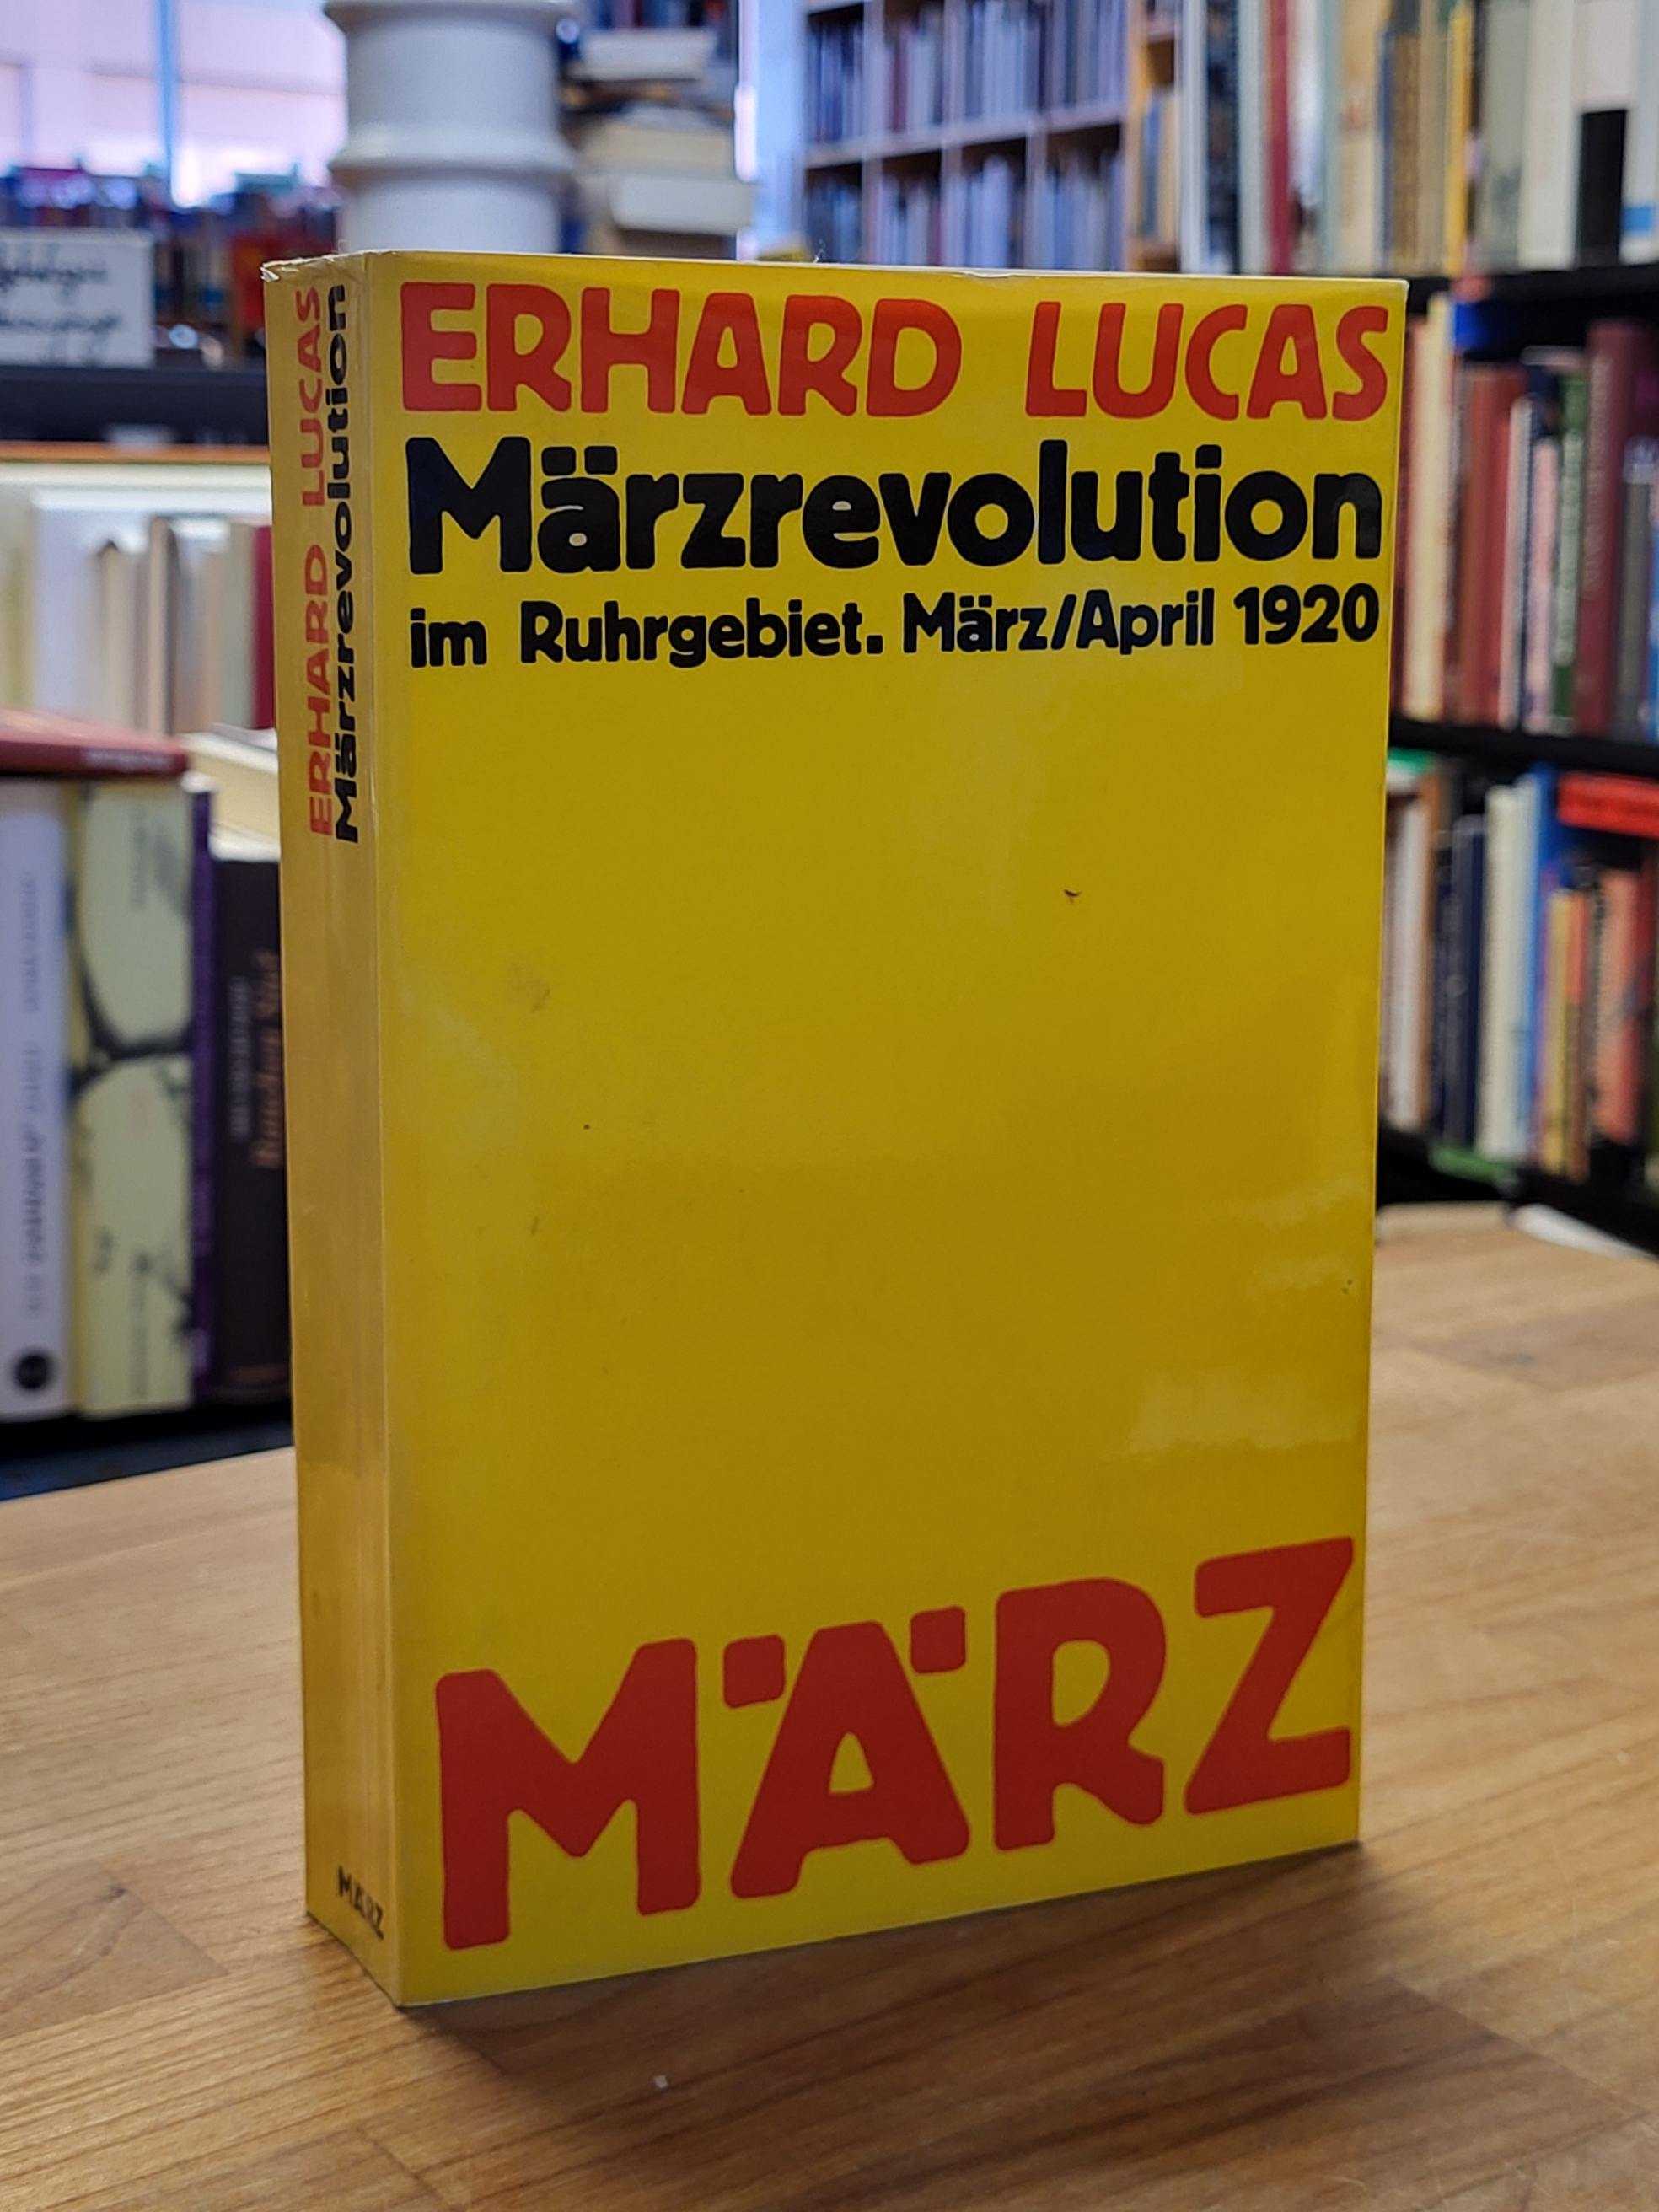 ERHARD LUCAS
Märzrevolution
im Ruhrgebiet. März/April 1920
MÄRZ
ERHARD LUCAS
Märzrevolution
MÄRZ